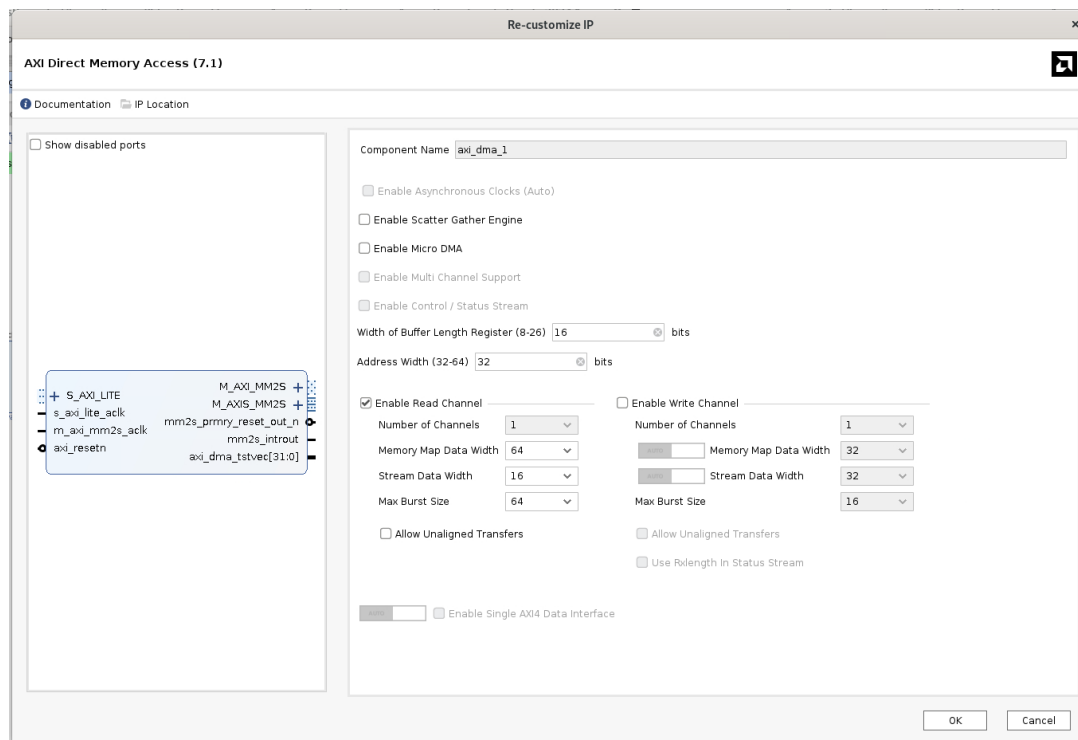 Re-customize IP
AXI Direct Memory Access (7.1)
Documentation IP Location
Show disabled ports
S_AXI_LITE
s_axi_lite_aclk
m_axi_mm2s_aclk
axi_resetn
M_AXI_MM2S
M_AXIS_MM2S
mm2s_prmry_reset_out_n
mm2s_introut
axi_dma_tstvec[31:0]
Component Name axi_dma_1
Enable Asynchronous Clocks (Auto)
Enable Scatter Gather Engine
Enable Micro DMA
Enable Multi Channel Support
Enable Control / Status Stream
Width of Buffer Length Register (8-26) 16 bits
Address Width (32-64) 32 bits
Enable Read Channel
Number of Channels 1
Memory Map Data Width 64
Stream Data Width 16
Max Burst Size 64
Allow Unaligned Transfers
Enable Write Channel
Number of Channels 1
AUTO Memory Map Data Width 32
AUTO Stream Data Width 32
Max Burst Size 16
Allow Unaligned Transfers
Use Rxlength In Status Stream
AUTO Enable Single AXI4 Data Interface
OK Cancel